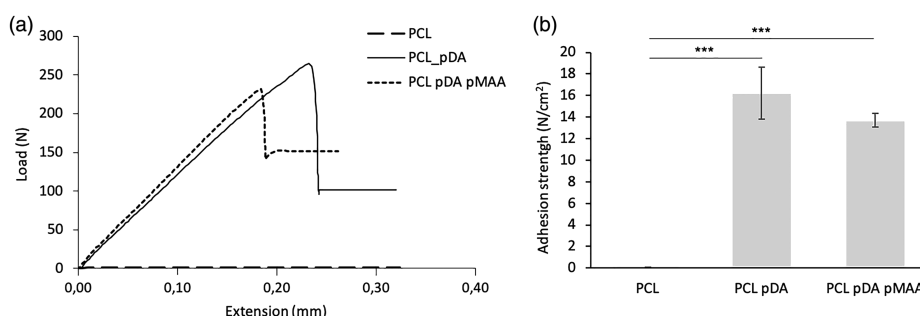 (a)
PCL
PCL_pDA
PCL pDA pMAA
300
250
200
150
100
50
0
Load (N)
0,00 0,10 0,20 0,30 0,40
Extension (mm)
(b)
***
***
20
18
16
14
12
10
8
6
4
2
0
Adhesion strentgh (N/cm²)
PCL PCL pDA PCL pDA pMAA